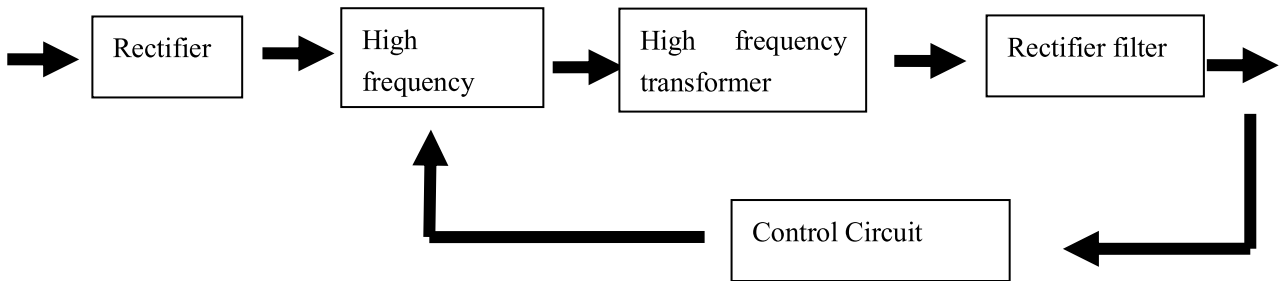 Rectifier
High
frequency
High frequency
transformer
Rectifier filter
Control Circuit